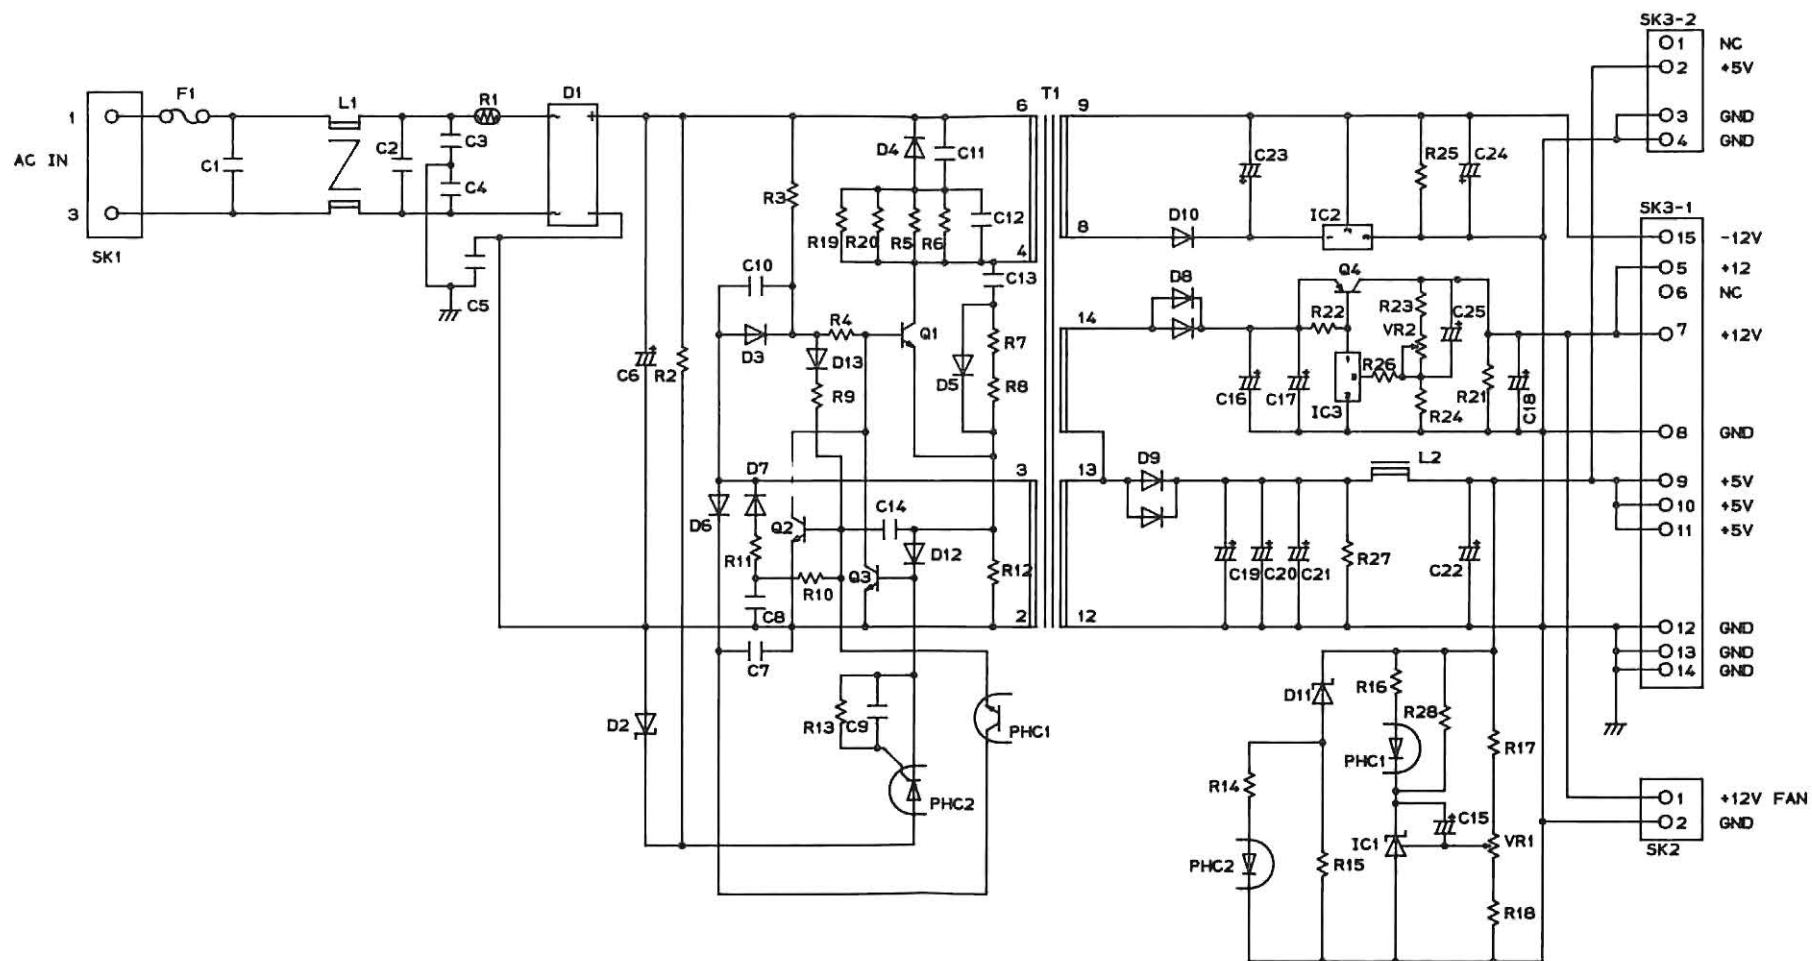 SK3-2
1 NC
2 +5V
3 GND
4 GND
F1
L1
R1
D1
6 T1 9
1
AC IN
3
SK1
C1
C2
C3
C4
C5
R3
D4
C11
R19
R20
R5
R6
C12
4
C13
C23
R25
C24
8
D10
IC2
SK3-1
15 -12V
5 +12
6 NC
7 +12V
C10
R4
D3
D13
Q1
R7
D5
R8
R9
C6
R2
14
D8
Q4
R22
R23
VR2
C25
R26
C16
C17
IC3
R24
R21
C18
8 GND
3
13
D9
L2
9 +5V
10 +5V
11 +5V
D6
D7
Q2
C14
R11
D12
Q3
R10
R12
C8
2
12
C19
C20
C21
R27
C22
12 GND
13 GND
14 GND
C7
D2
R13
C9
PHC1
PHC2
D11
R16
R28
PHC1
R17
R14
C15
IC1
VR1
PHC2
R15
R18
1 +12V FAN
2 GND
SK2